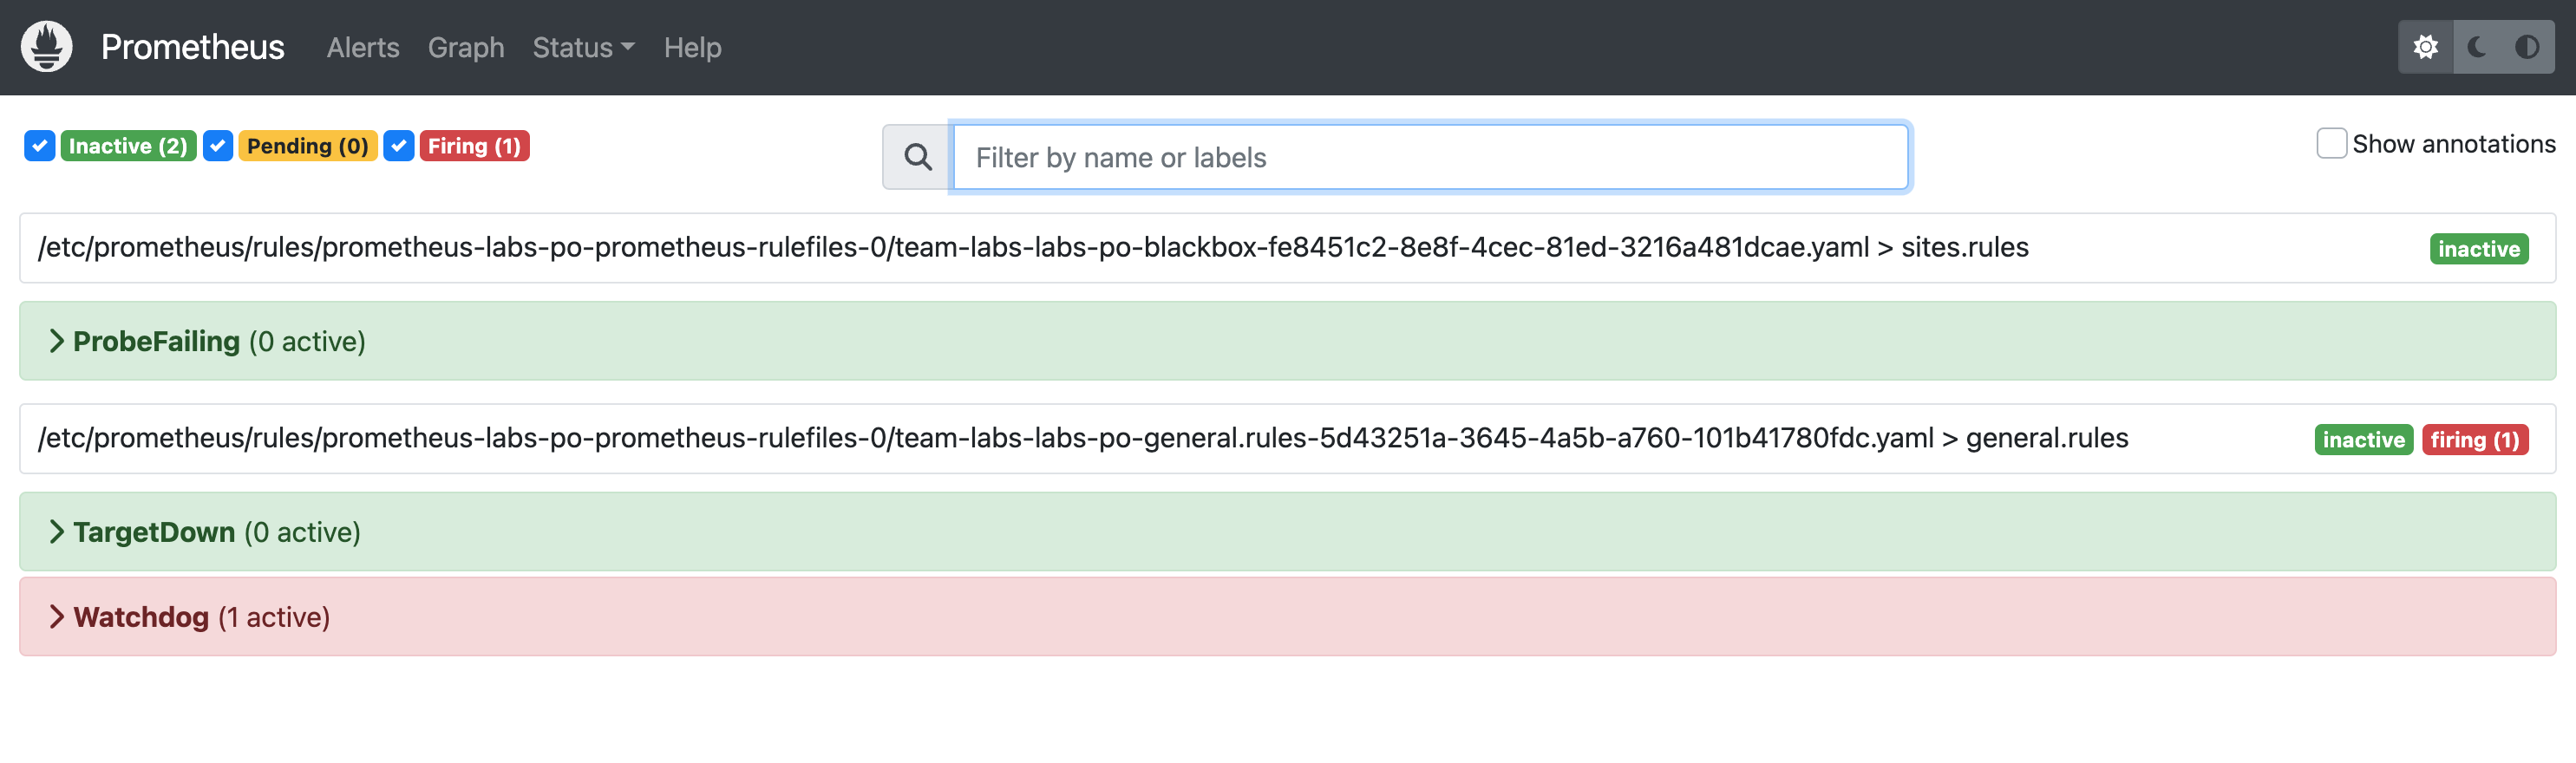 Prometheus Alerts Graph Status Help
Inactive (2) Pending (0) Firing (1) Filter by name or labels Show annotations
/etc/prometheus/rules/prometheus-labs-po-prometheus-rulefiles-0/team-labs-labs-po-blackbox-fe8451c2-8e8f-4cec-81ed-3216a481dcae.yaml > sites.rules inactive
ProbeFailing (0 active)
/etc/prometheus/rules/prometheus-labs-po-prometheus-rulefiles-0/team-labs-labs-po-general.rules-5d43251a-3645-4a5b-a760-101b41780fdc.yaml > general.rules inactive firing (1)
TargetDown (0 active)
Watchdog (1 active)